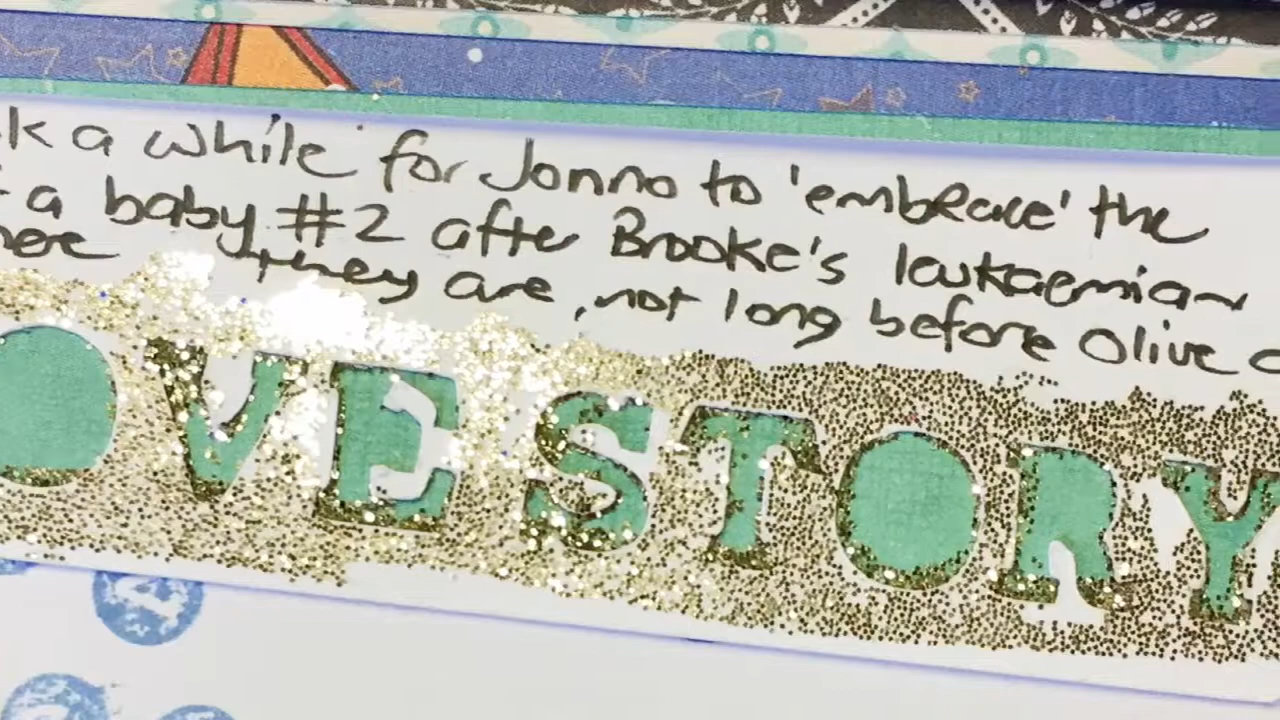 k a while for Jonno to 'embrace' the
a baby #2 after Brooke's leukaemia
they are, not long before Olive
OVE STORY